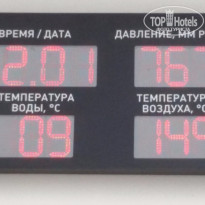 TOP Hotels
ВРЕМЯ / ДАТА
ДАВЛЕНИЕ, ММ Р
2.01
76
ТЕМПЕРАТУРА
ВОДЫ, °C
ТЕМПЕРАТУРА
ВОЗДУХА, °C
09
14